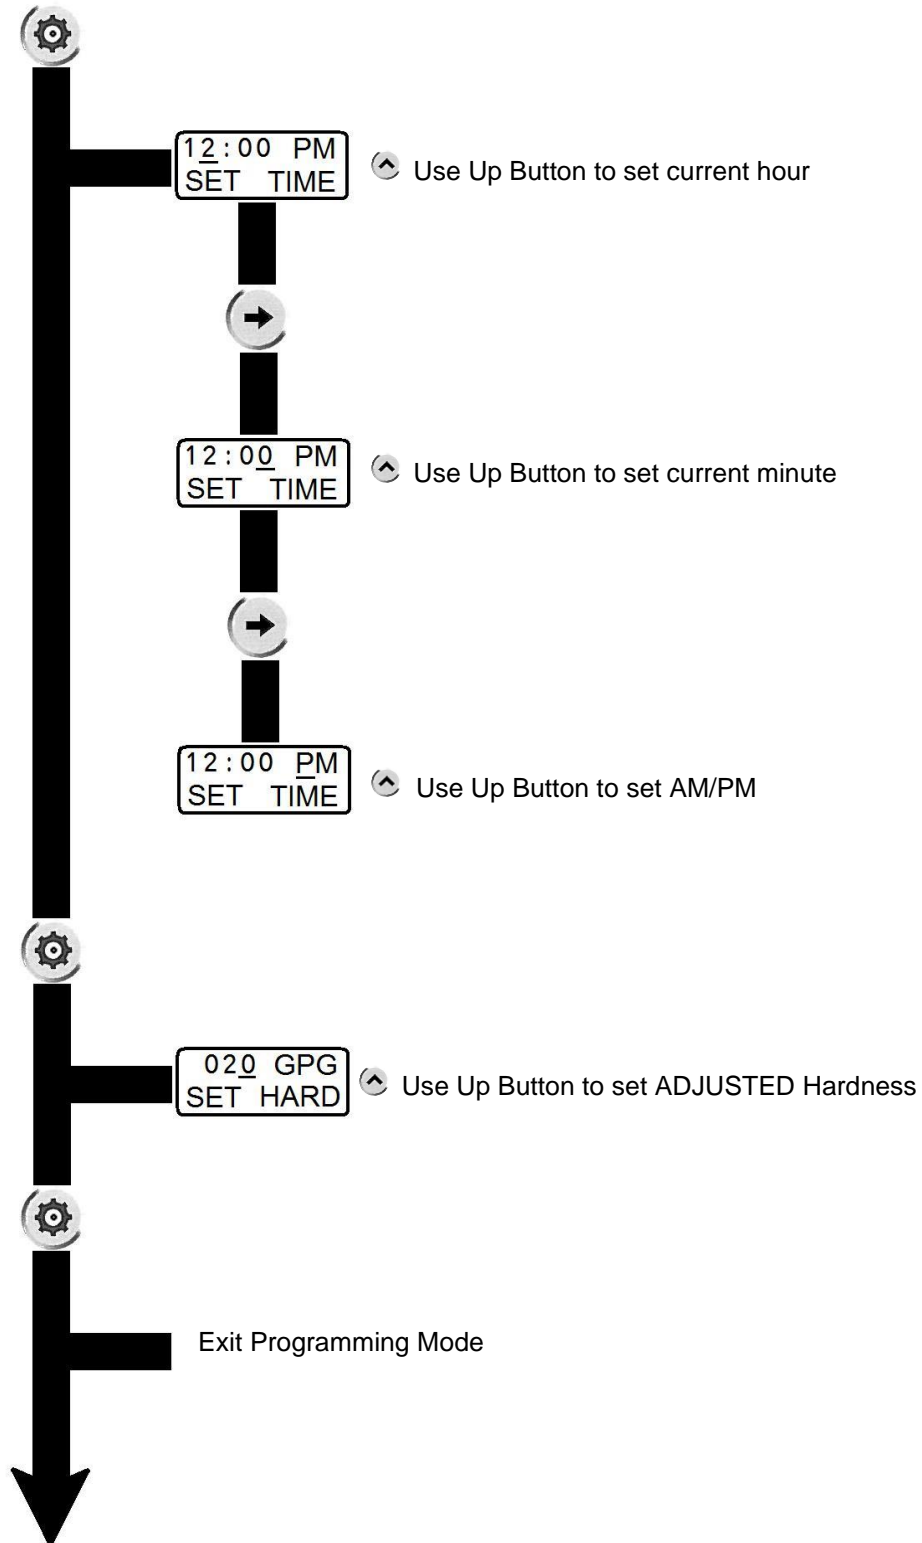 12:00 PM
SET TIME
Use Up Button to set current hour
12:00 PM
SET TIME
Use Up Button to set current minute
12:00 PM
SET TIME
Use Up Button to set AM/PM
020 GPG
SET HARD
Use Up Button to set ADJUSTED Hardness
Exit Programming Mode